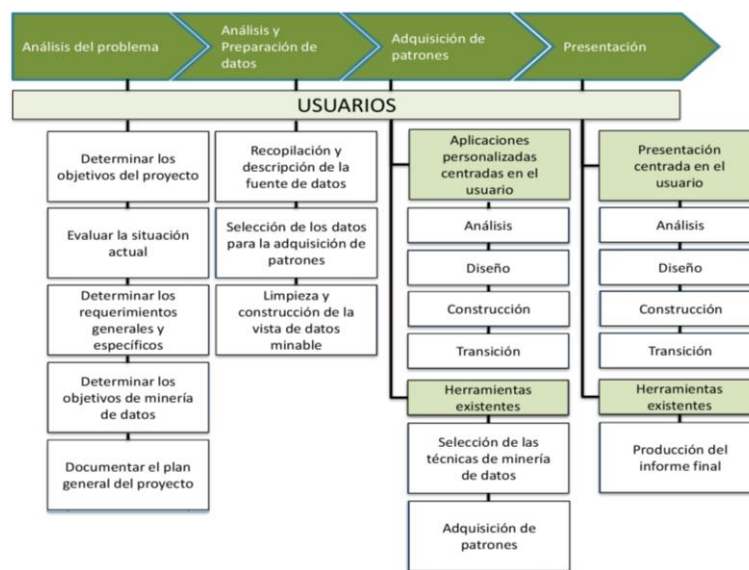 Análisis del problema
Análisis y
Preparación de
datos
Adquisición de
patrones
Presentación
USUARIOS
Determinar los
objetivos del proyecto
Evaluar la situación
actual
Determinar los
requerimientos
generales y
específicos
Determinar los
objetivos de minería
de datos
Documentar el plan
general del proyecto
Recopilación y
descripción de la
fuente de datos
Selección de los datos
para la adquisición de
patrones
Limpieza y
construcción de la
vista de datos
minable
Aplicaciones
personalizadas
centradas en el
usuario
Análisis
Diseño
Construcción
Transición
Herramientas
existentes
Selección de las
técnicas de minería
de datos
Adquisición de
patrones
Presentación
centrada en el
usuario
Análisis
Diseño
Construcción
Transición
Herramientas
existentes
Producción del
informe final